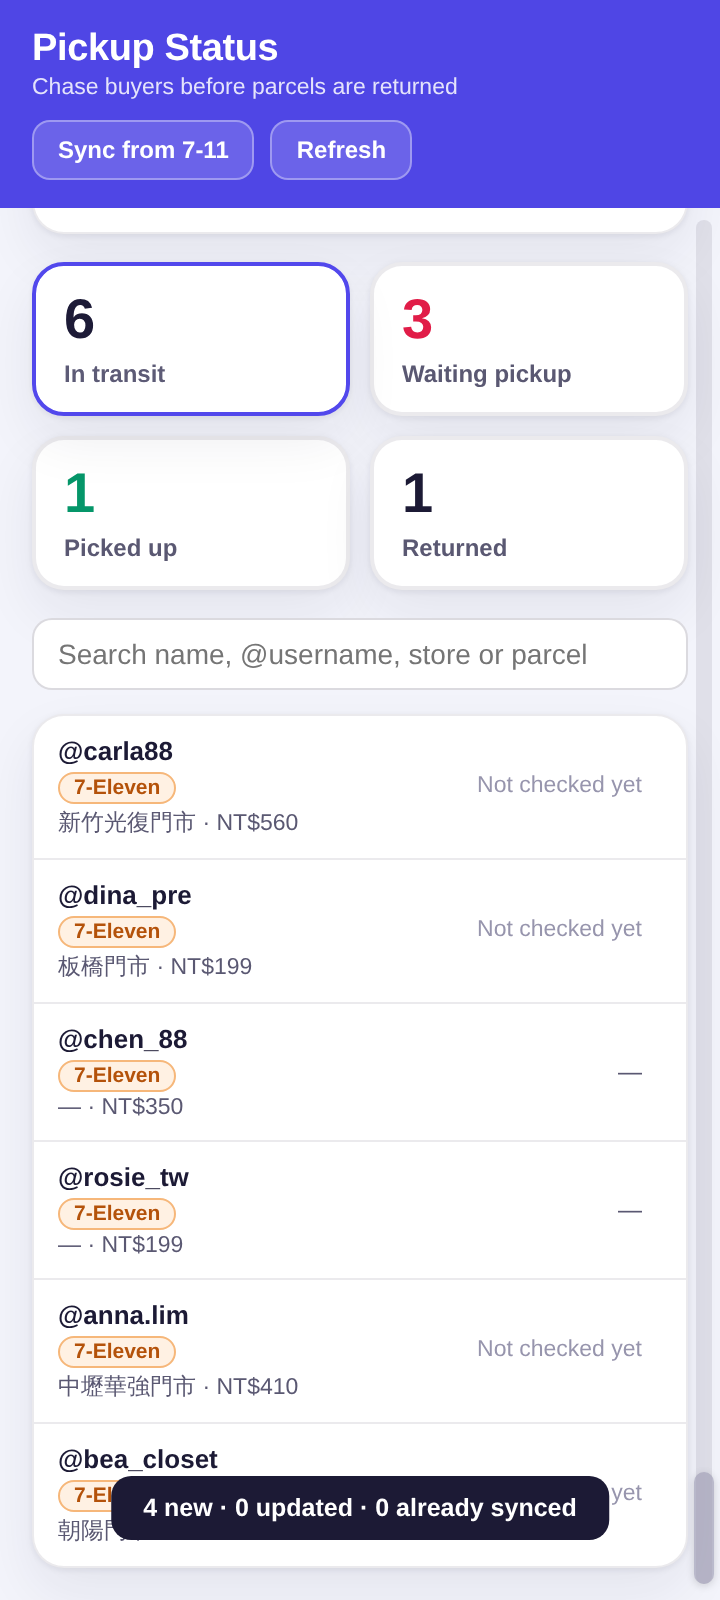 Pickup Status
Chase buyers before parcels are returned
Sync from 7-11
Refresh
6
In transit
3
Waiting pickup
1
Picked up
1
Returned
Search name, @username, store or parcel
@carla88
7-Eleven
新竹光復門市 · NT$560
Not checked yet
@dina_pre
7-Eleven
板橋門市 · NT$199
Not checked yet
@chen_88
7-Eleven
— · NT$350
—
@rosie_tw
7-Eleven
— · NT$199
—
@anna.lim
7-Eleven
中壢華強門市 · NT$410
Not checked yet
@bea_closet
yet
朝陽
4 new · 0 updated · 0 already synced